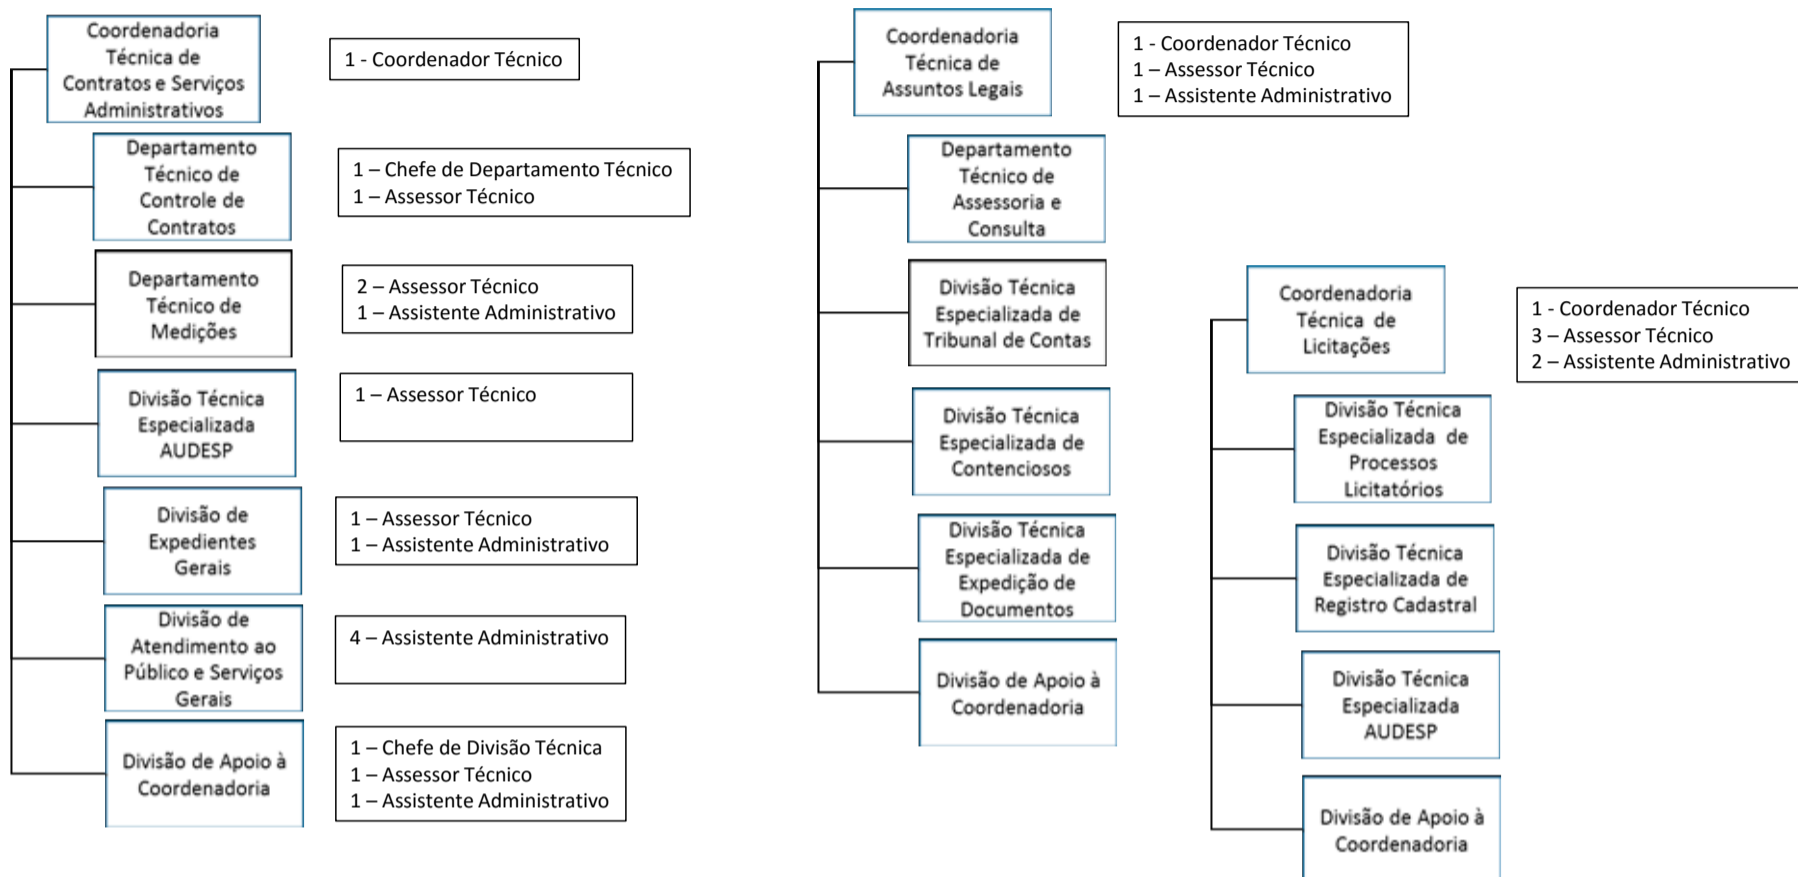 Coordenadoria
Técnica de
Contratos e Serviços
Administrativos
1 - Coordenador Técnico
Departamento
Técnico de
Controle de
Contratos
1 – Chefe de Departamento Técnico
1 – Assessor Técnico
Departamento
Técnico de
Medições
2 – Assessor Técnico
1 – Assistente Administrativo
Divisão Técnica
Especializada
AUDESP
1 – Assessor Técnico
Divisão de
Expedientes
Gerais
1 – Assessor Técnico
1 – Assistente Administrativo
Divisão de
Atendimento ao
Público e Serviços
Gerais
4 – Assistente Administrativo
Divisão de Apoio à
Coordenadoria
1 – Chefe de Divisão Técnica
1 – Assessor Técnico
1 – Assistente Administrativo
Coordenadoria
Técnica de
Assuntos Legais
1 - Coordenador Técnico
1 – Assessor Técnico
1 – Assistente Administrativo
Departamento
Técnico de
Assessoria e
Consulta
Divisão Técnica
Especializada de
Tribunal de Contas
Divisão Técnica
Especializada de
Contenciosos
Divisão Técnica
Especializada de
Expedição de
Documentos
Divisão de Apoio à
Coordenadoria
Coordenadoria
Técnica de
Licitações
1 - Coordenador Técnico
3 – Assessor Técnico
2 – Assistente Administrativo
Divisão Técnica
Especializada de
Processos
Licitatórios
Divisão Técnica
Especializada de
Registro Cadastral
Divisão Técnica
Especializada
AUDESP
Divisão de Apoio à
Coordenadoria